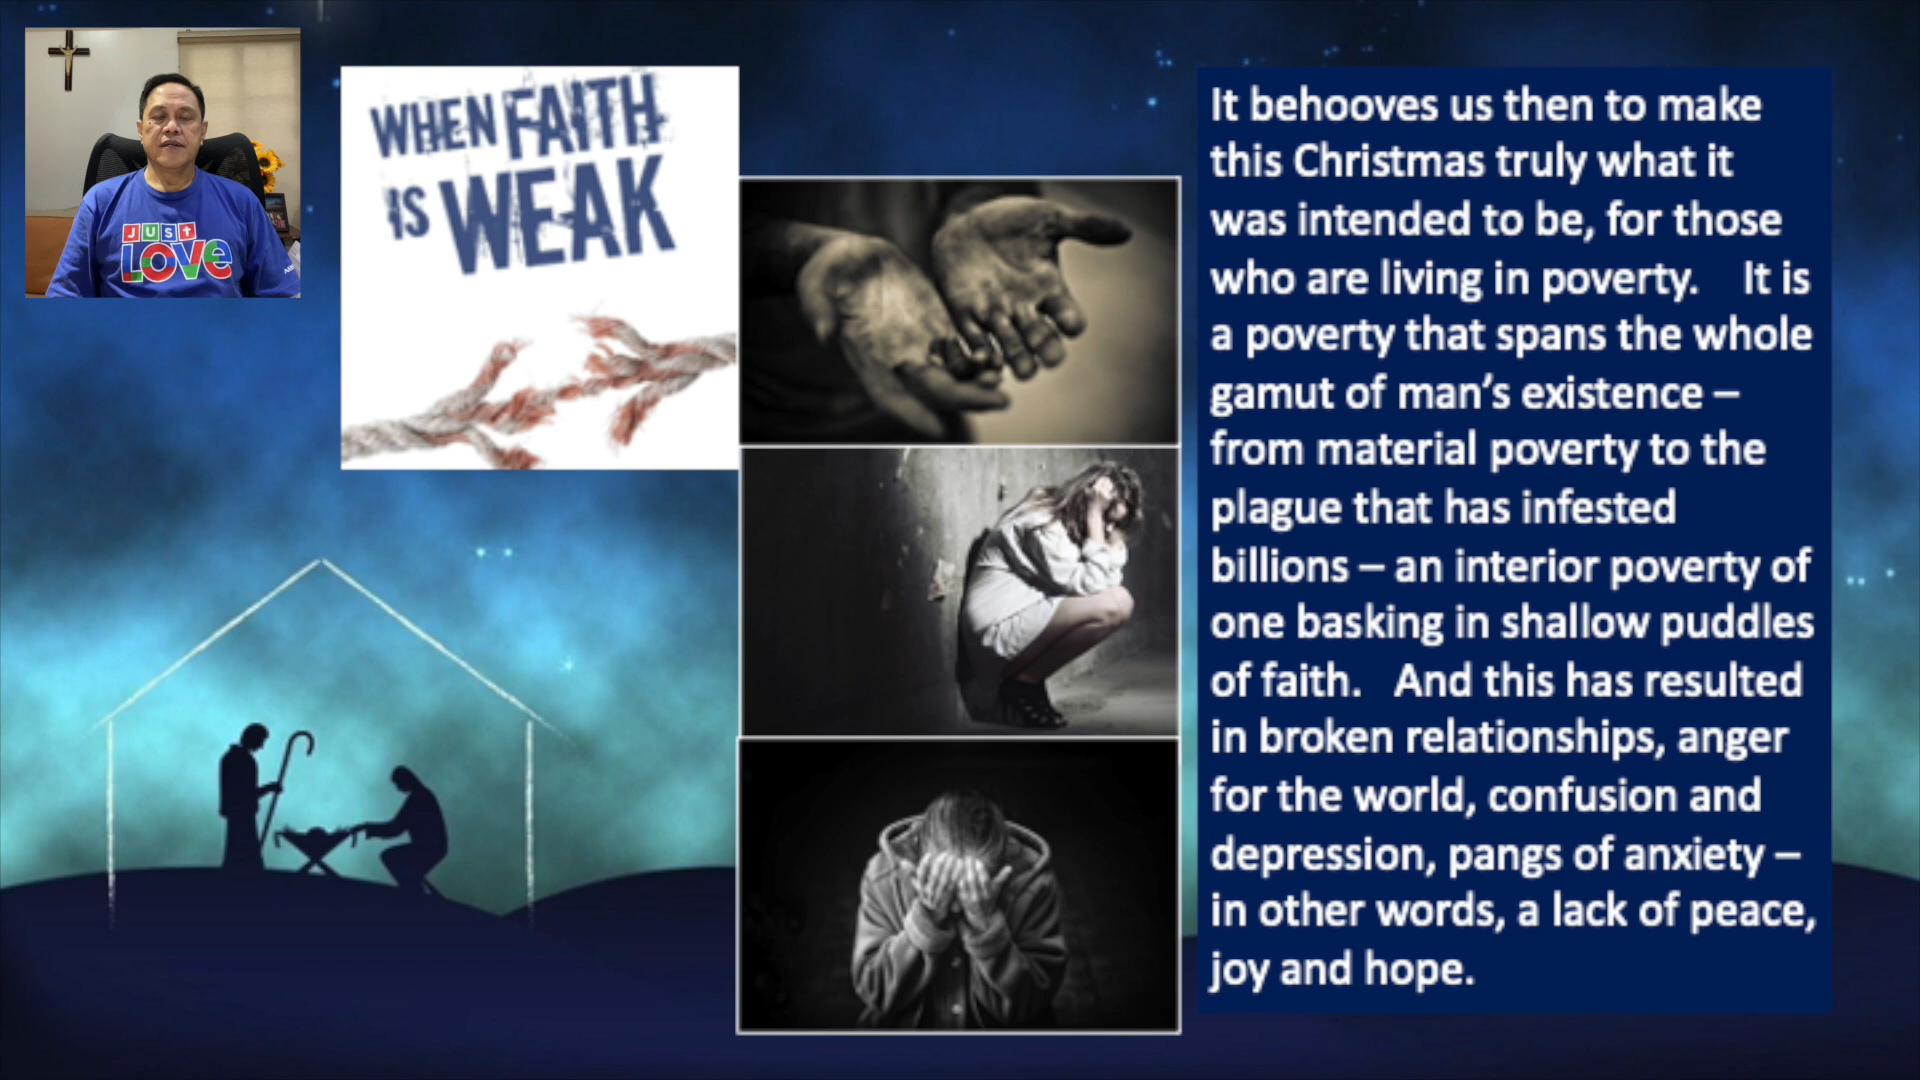 JUST
LOVE
WHEN FAITH
IS WEAK
It behooves us then to make
this Christmas truly what it
was intended to be, for those
who are living in poverty. It is
a poverty that spans the whole
gamut of man’s existence –
from material poverty to the
plague that has infested
billions – an interior poverty of
one basking in shallow puddles
of faith. And this has resulted
in broken relationships, anger
for the world, confusion and
depression, pangs of anxiety –
in other words, a lack of peace,
joy and hope.